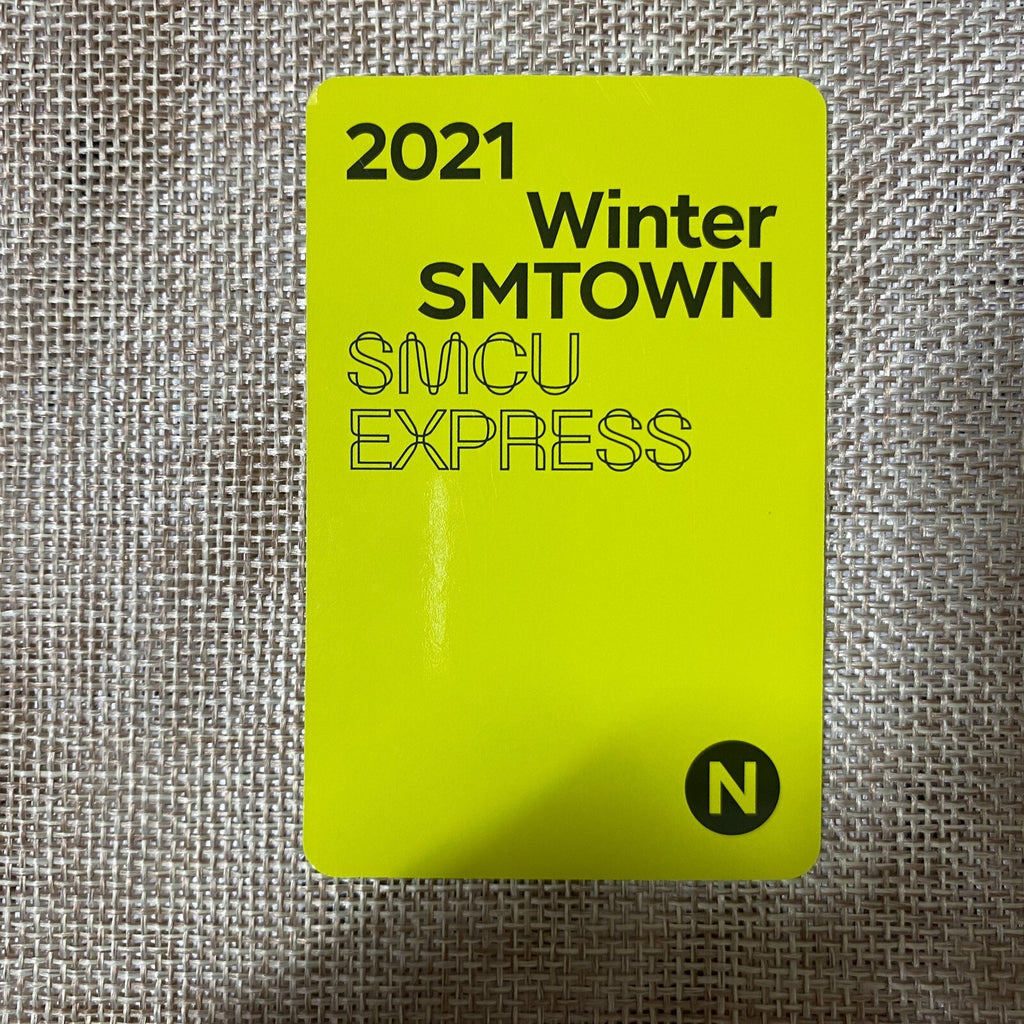 2021
Winter
SMTOWN
SMCU
EXPRESS
N